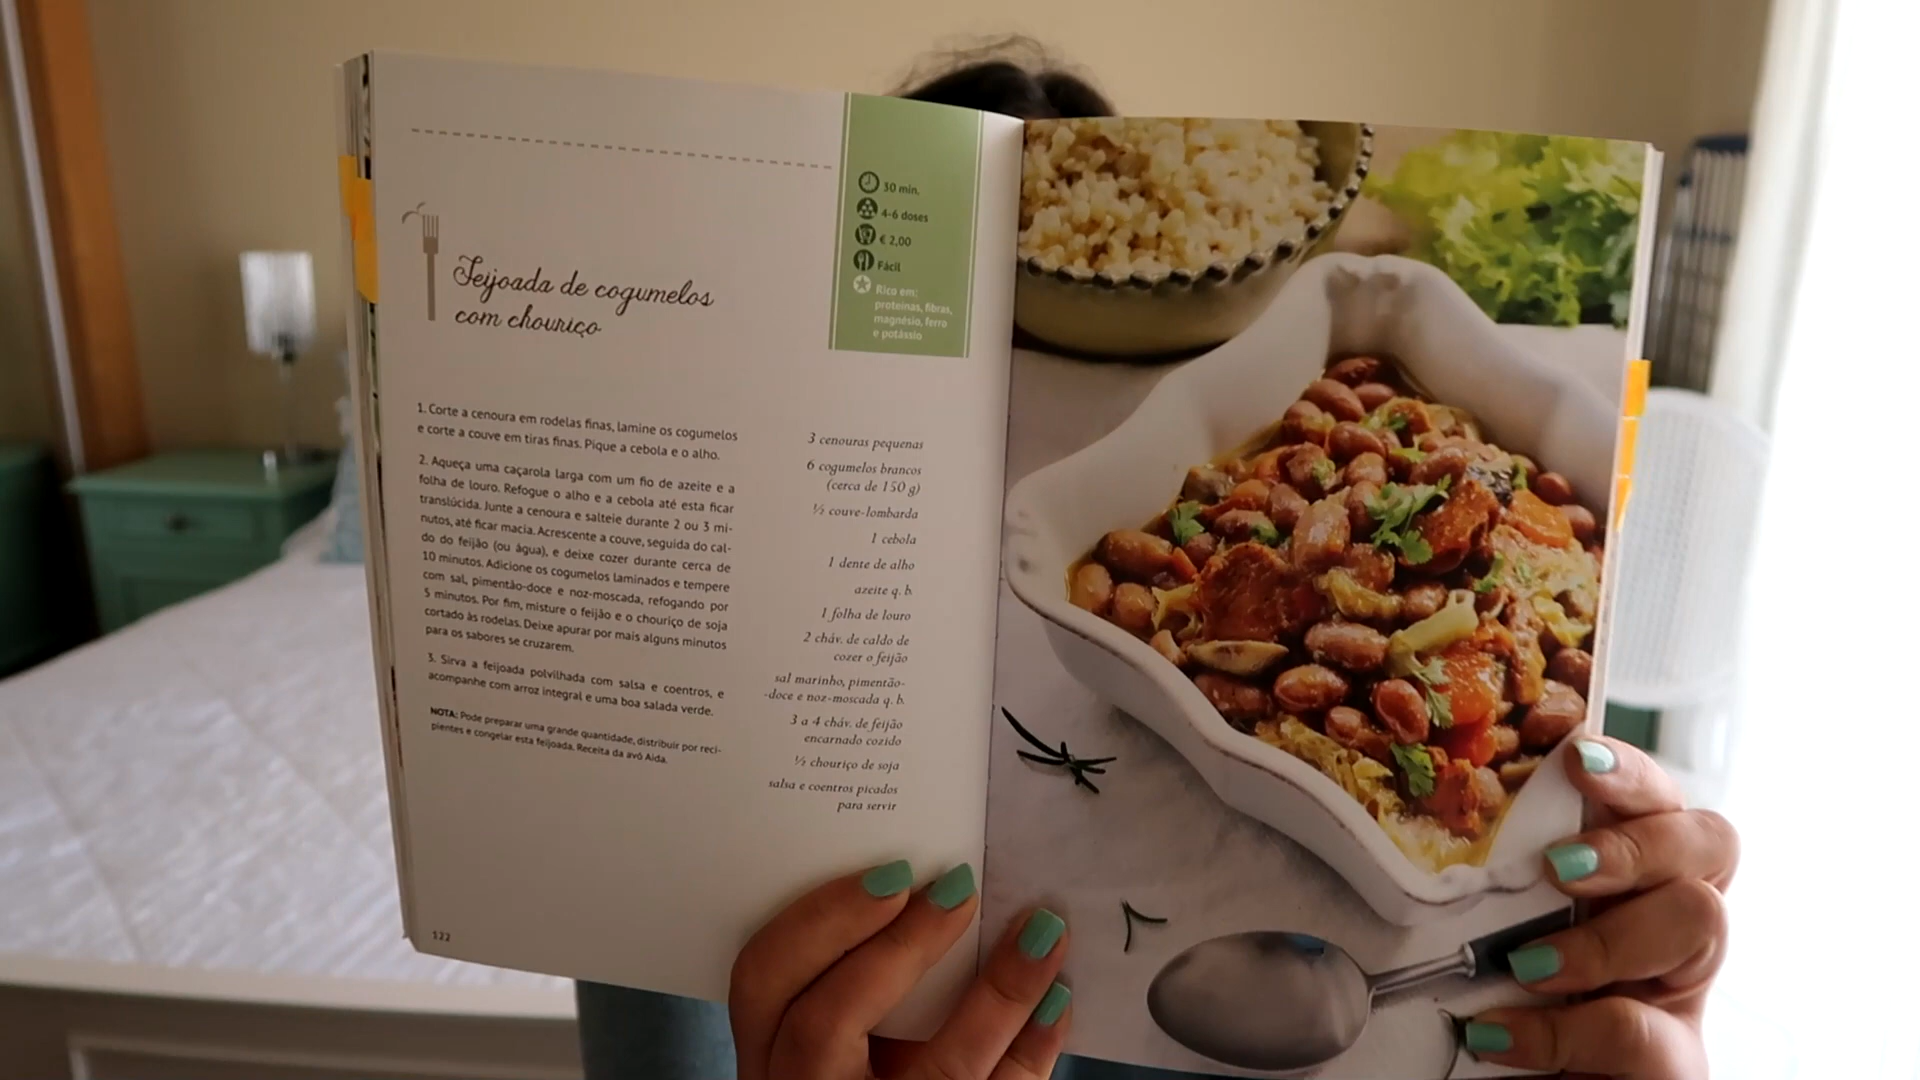 30 min.
4-6 doses
€ 2,00
Fácil
Rico em:
proteínas, fibras,
magnésio, ferro
e potássio
Feijoada de cogumelos
com chouriço
1. Corte a cenoura em rodelas finas, lamine os cogumelos
e corte a couve em tiras finas. Pique a cebola e o alho.
2. Aqueça uma caçarola larga com um fio de azeite e a
folha de louro. Refogue o alho e a cebola até esta ficar
translúcida. Junte a cenoura e salteie durante 2 ou 3 mi-
nutos, até ficar macia. Acrescente a couve, seguida do cal-
do do feijão (ou água), e deixe cozer durante cerca de
10 minutos. Adicione os cogumelos laminados e tempere
com sal, pimentão-doce e noz-moscada, refogando por
5 minutos. Por fim, misture o feijão e o chouriço de soja
cortado às rodelas. Deixe apurar por mais alguns minutos
para os sabores se cruzarem.
3. Sirva a feijoada polvilhada com salsa e coentros, e
acompanhe com arroz integral e uma boa salada verde.
NOTA: Pode preparar uma grande quantidade, distribuir por reci-
pientes e congelar esta feijoada. Receita da avó Aida.
3 cenouras pequenas
6 cogumelos brancos
(cerca de 150 g)
½ couve-lombarda
1 cebola
1 dente de alho
azeite q. b.
1 folha de louro
2 cháv. de caldo de
cozer o feijão
sal marinho, pimentão-
-doce e noz-moscada q. b.
3 a 4 cháv. de feijão
encarnado cozido
½ chouriço de soja
salsa e coentros picados
para servir
122